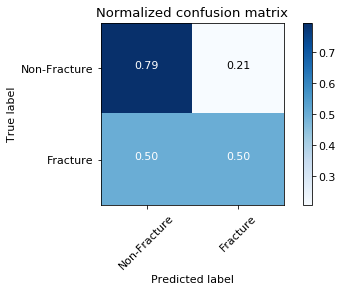 Normalized confusion matrix
True label
Non-Fracture
0.79
0.21
Fracture
0.50
0.50
Non-Fracture
Fracture
Predicted label
0.7
0.6
0.5
0.4
0.3